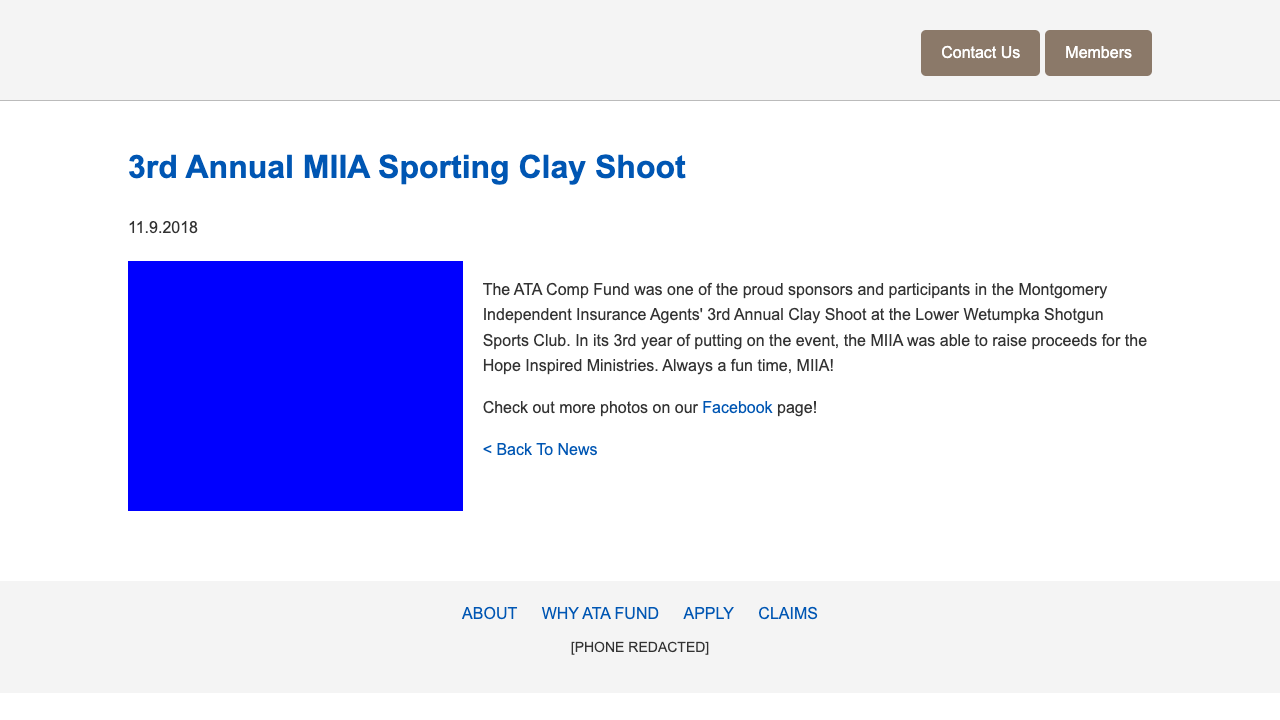 Contact Us Members
3rd Annual MIIA Sporting Clay Shoot
11.9.2018
The ATA Comp Fund was one of the proud sponsors and participants in the Montgomery
Independent Insurance Agents' 3rd Annual Clay Shoot at the Lower Wetumpka Shotgun
Sports Club. In its 3rd year of putting on the event, the MIIA was able to raise proceeds for the
Hope Inspired Ministries. Always a fun time, MIIA!
Check out more photos on our Facebook page!
< Back To News
ABOUT WHY ATA FUND APPLY CLAIMS
[PHONE REDACTED]